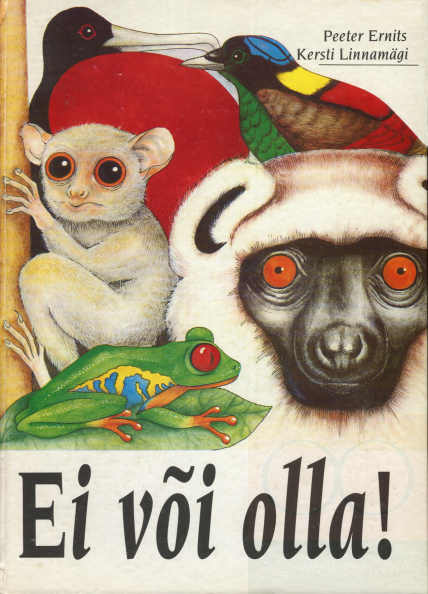 Peeter Ernits
Kersti Linnamägi
Ei või olla!